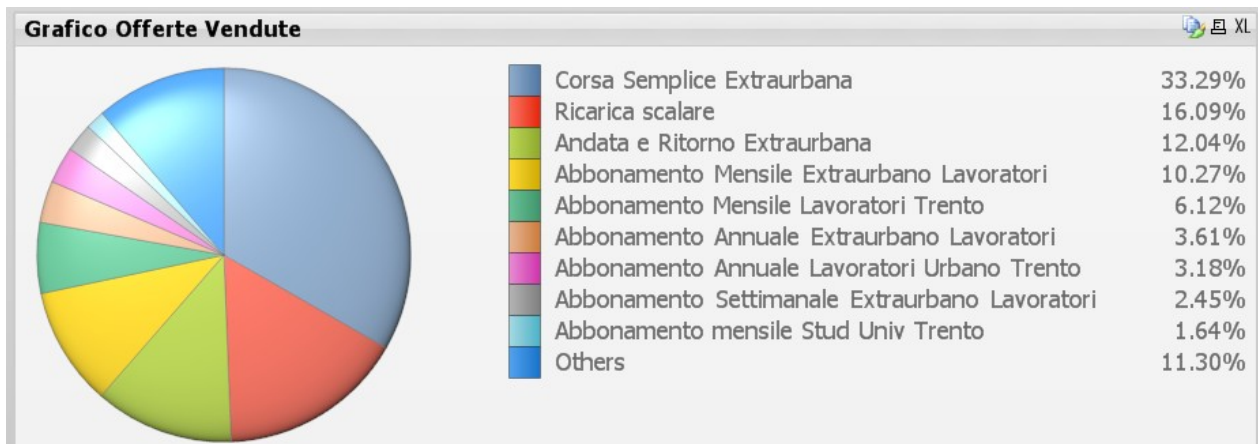 Grafico Offerte Vendute XL
Corsa Semplice Extraurbana 33.29%
Ricarica scalare 16.09%
Andata e Ritorno Extraurbana 12.04%
Abbonamento Mensile Extraurbano Lavoratori 10.27%
Abbonamento Mensile Lavoratori Trento 6.12%
Abbonamento Annuale Extraurbano Lavoratori 3.61%
Abbonamento Annuale Lavoratori Urbano Trento 3.18%
Abbonamento Settimanale Extraurbano Lavoratori 2.45%
Abbonamento mensile Stud Univ Trento 1.64%
Others 11.30%